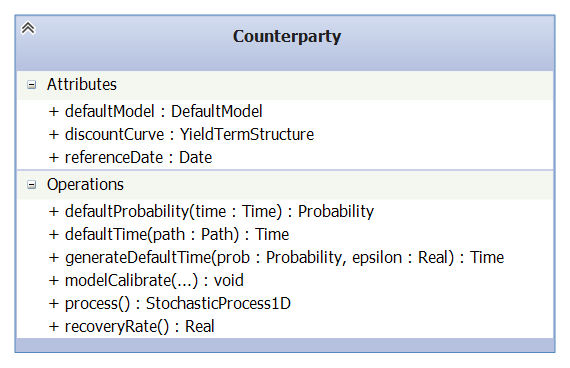 Counterparty
Attributes
+ defaultModel : DefaultModel
+ discountCurve : YieldTermStructure
+ referenceDate : Date
Operations
+ defaultProbability(time : Time) : Probability
+ defaultTime(path : Path) : Time
+ generateDefaultTime(prob : Probability, epsilon : Real) : Time
+ modelCalibrate(...) : void
+ process() : StochasticProcess1D
+ recoveryRate() : Real